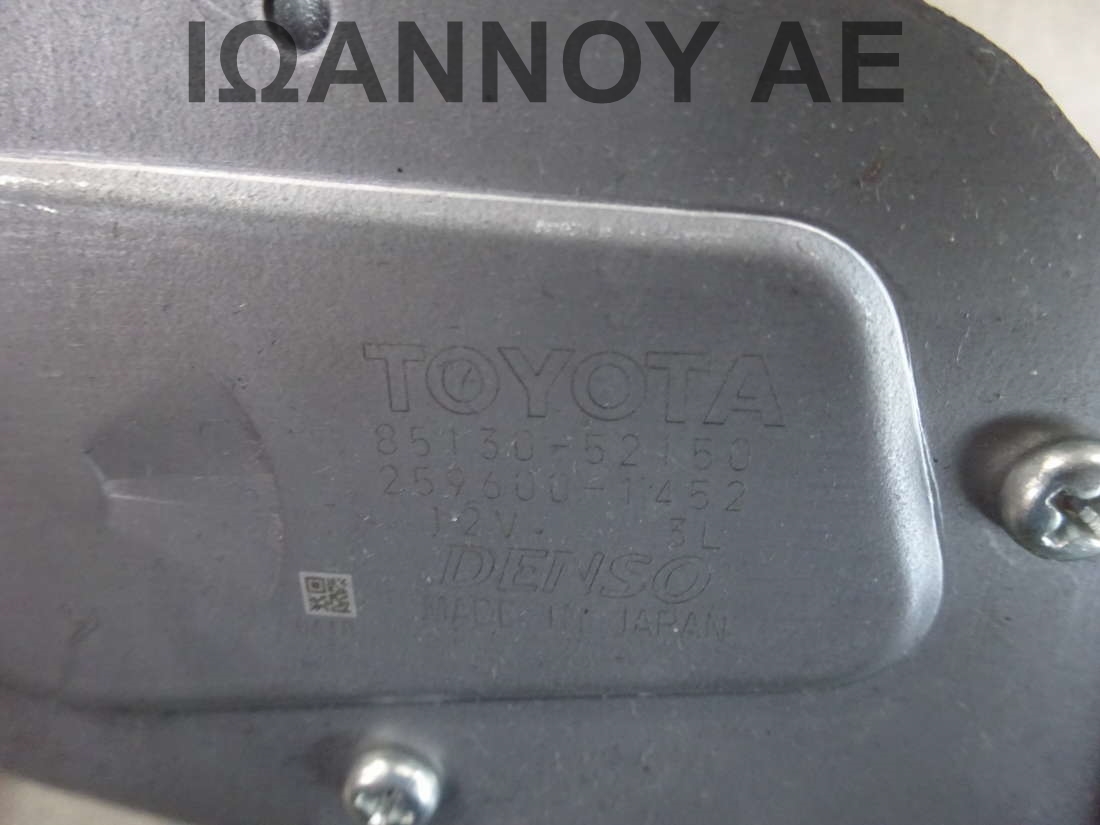 ΙΩΑΝΝΟΥ ΑΕ
TOYOTA
85130-52150
259600-1452
12V. 3L
DENSO
MADE IN JAPAN